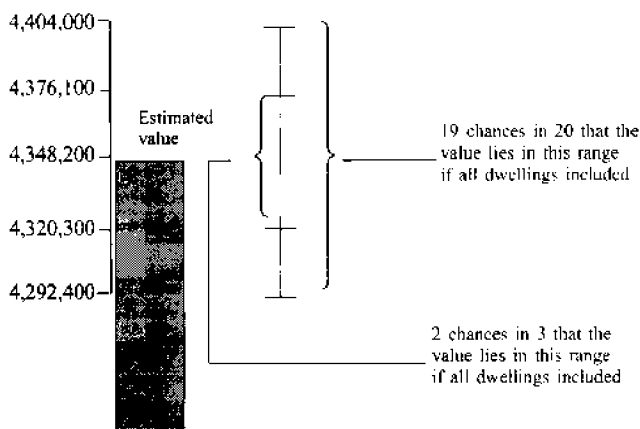 4,404,000
4,376,100
Estimated
value
4,348,200
4,320,300
4,292,400
19 chances in 20 that the
value lies in this range
if all dwellings included
2 chances in 3 that the
value lies in this range
if all dwellings included